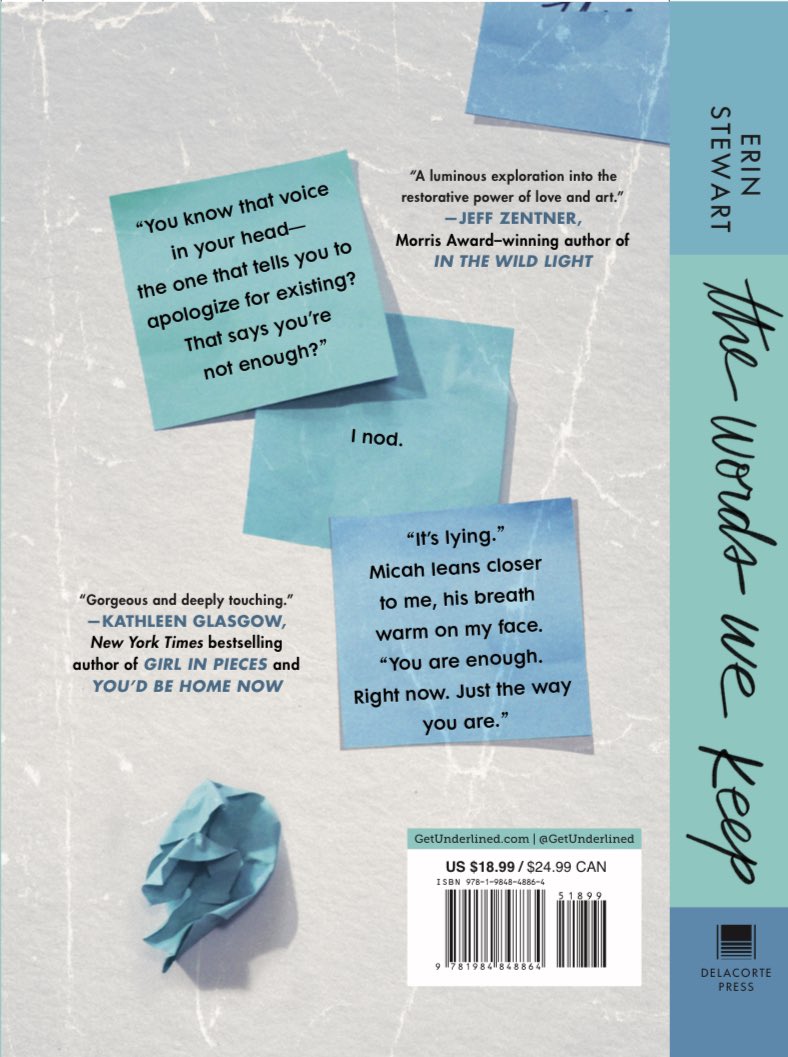 “You know that voice
in your head—
the one that tells you to
apologize for existing?
That says you’re
not enough?”
“A luminous exploration into the
restorative power of love and art.”
—JEFF ZENTNER,
Morris Award–winning author of
IN THE WILD LIGHT
I nod.
“It’s lying.”
Micah leans closer
to me, his breath
warm on my face.
“You are enough.
Right now. Just the way
you are.”
“Gorgeous and deeply touching.”
—KATHLEEN GLASGOW,
New York Times bestselling
author of GIRL IN PIECES and
YOU’D BE HOME NOW
GetUnderlined.com | @GetUnderlined
US $18.99 / $24.99 CAN
ISBN 978-1-9848-4886-4
51899
9 781984 848864
ERIN
STEWART
the words we keep
DELACORTE
PRESS